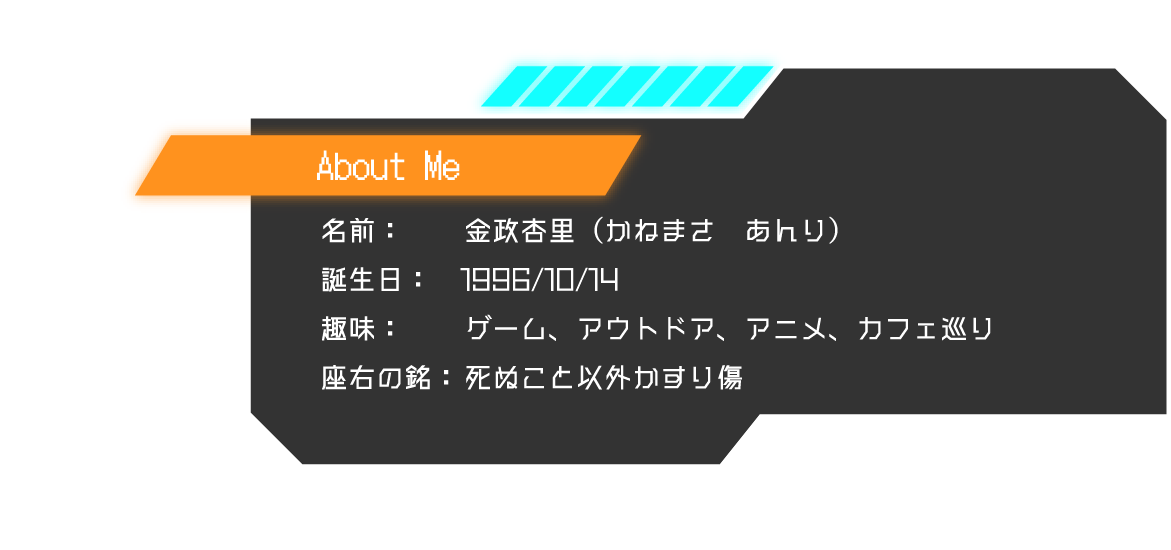 About Me
名前： 金政杏里（かねまさ　あんり）
誕生日： 1996/10/14
趣味： ゲーム、アウトドア、アニメ、カフェ巡り
座右の銘：死ぬこと以外かすり傷